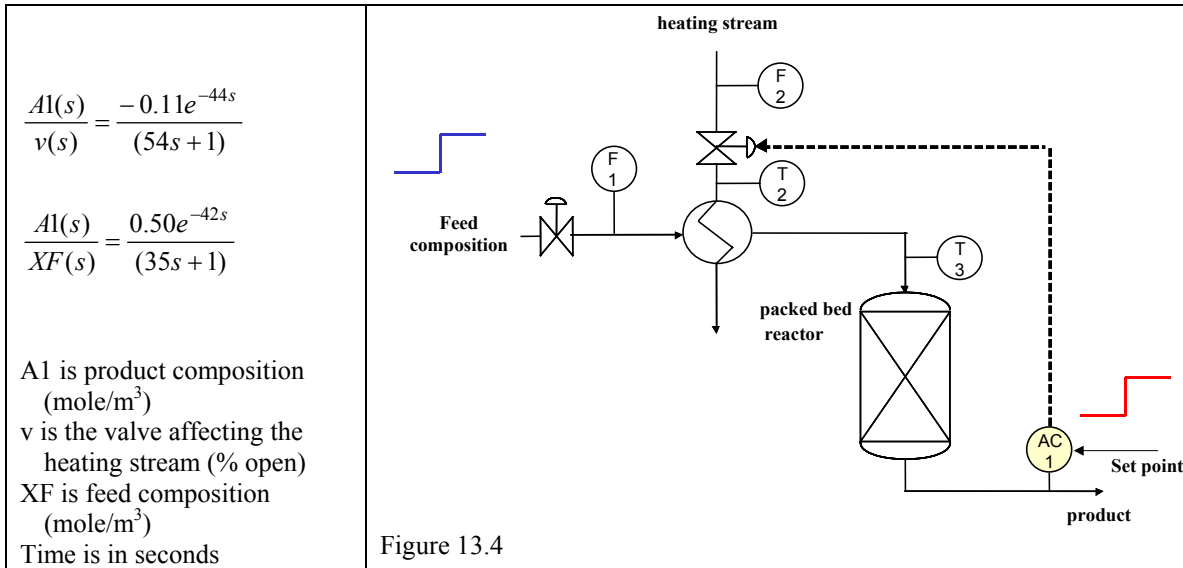 A1(s)/v(s) = −0.11e^{−44s}/(54s + 1)
A1(s)/XF(s) = 0.50e^{−42s}/(35s + 1)
A1 is product composition
(mole/m³)
v is the valve affecting the
heating stream (% open)
XF is feed composition
(mole/m³)
Time is in seconds
heating stream
F
2
F
1
T
2
Feed
composition
T
3
packed bed
reactor
AC
1
Set point
product
Figure 13.4